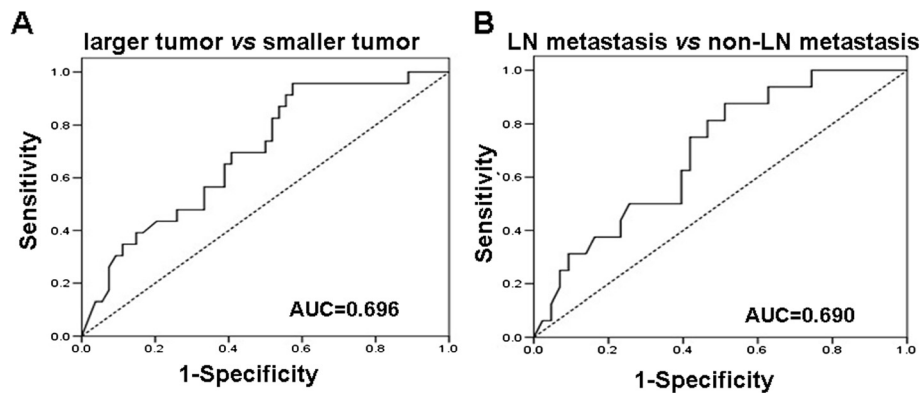 A
larger tumor vs smaller tumor
1.0
0.8
0.6
0.4
0.2
0.0
Sensitivity
AUC=0.696
0.0 0.2 0.4 0.6 0.8 1.0
1-Specificity
B
LN metastasis vs non-LN metastasis
1.0
0.8
0.6
0.4
0.2
0.0
Sensitivity
AUC=0.690
0.0 0.2 0.4 0.6 0.8 1.0
1-Specificity